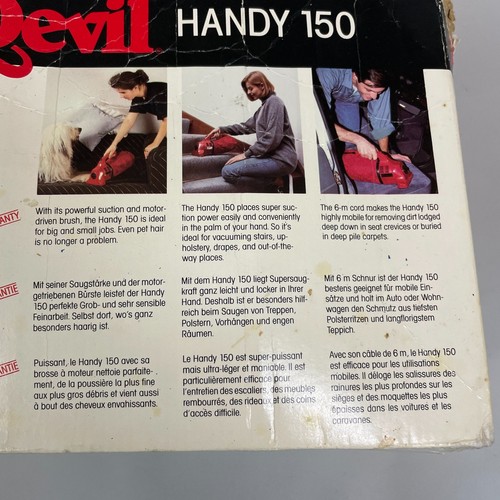 Devil HANDY 150
With its powerful suction and motor-
driven brush, the Handy 150 is ideal
for big and small jobs. Even pet hair
is no longer a problem.
The Handy 150 places super suc-
tion power easily and conveniently
in the palm of your hand. So it's
ideal for vacuuming stairs, up-
holstery, drapes, and out-of-the-
way places.
The 6-m cord makes the Handy 150
highly mobile for removing dirt lodged
deep down in seat crevices or buried
in deep pile carpets.
ANTY
Mit seiner Saugstärke und der motor-
getriebenen Bürste leistet der Handy
150 perfekte Grob- und sehr sensible
Feinarbeit. Selbst dort, wo's ganz
besonders haarig ist.
Mit dem Handy 150 liegt Supersaug-
kraft ganz leicht und locker in Ihrer
Hand. Deshalb ist er besonders hilf-
reich beim Saugen von Treppen,
Polstern, Vorhängen und engen
Räumen.
Mit 6 m Schnur ist der Handy 150
bestens geeignet für mobile Ein-
sätze und holt im Auto oder Wohn-
wagen den Schmutz aus tiefsten
Polsterritzen und langflorigstem
Teppich.
ANTIE
Puissant, le Handy 150 avec sa
brosse à moteur nettoie parfaite-
ment, de la poussière la plus fine
aux plus gros débris et vient aussi
à bout des cheveux envahissants.
Le Handy 150 est super-puissant
mais ultra-léger et maniable. Il est
particulièrement efficace pour
l'entretien des escaliers, des meubles
rembourrés, des rideaux et des coins
d'accès difficile.
Avec son câble de 6 m, le Handy 150
est efficace pour les utilisations
mobiles. Il déloge les salissures des
rainures les plus profondes sur les
sièges et des moquettes les plus
épaisses dans les voitures et les
caravanes.
ANTIE